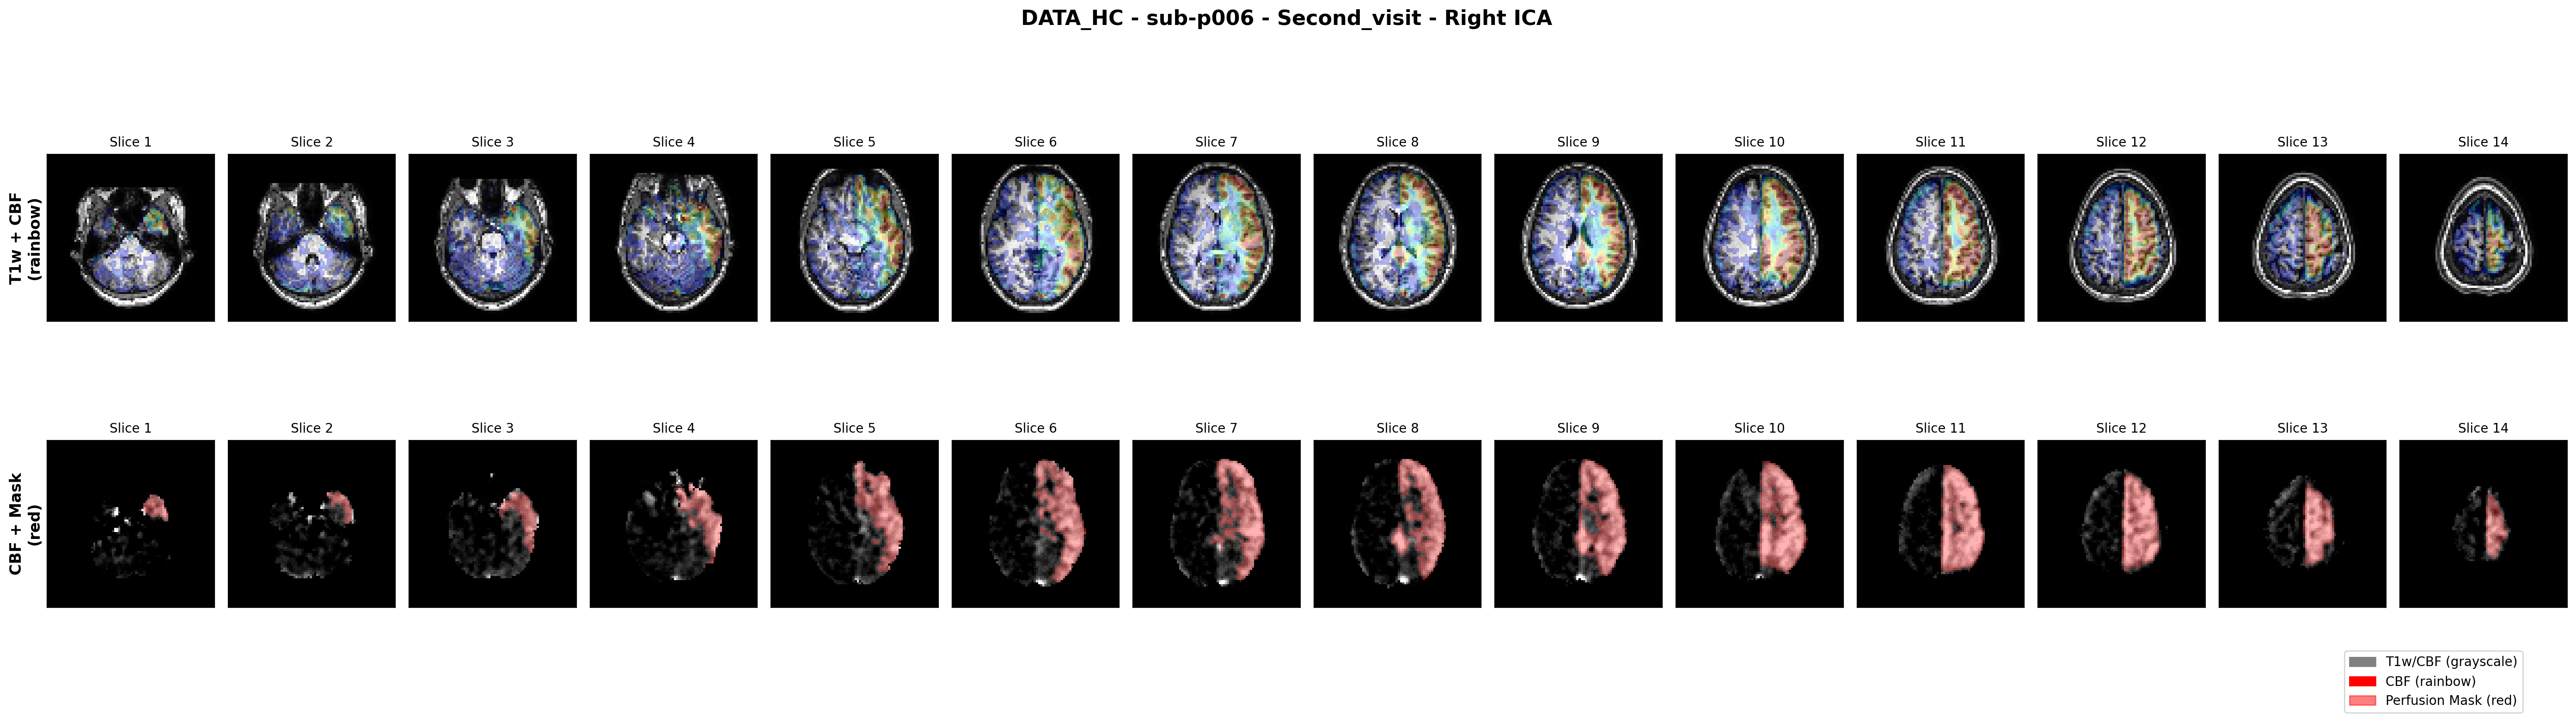 DATA_HC - sub-p006 - Second_visit - Right ICA
T1w + CBF
(rainbow)
Slice 1
Slice 2
Slice 3
Slice 4
Slice 5
Slice 6
Slice 7
Slice 8
Slice 9
Slice 10
Slice 11
Slice 12
Slice 13
Slice 14
CBF + Mask
(red)
Slice 1
Slice 2
Slice 3
Slice 4
Slice 5
Slice 6
Slice 7
Slice 8
Slice 9
Slice 10
Slice 11
Slice 12
Slice 13
Slice 14
T1w/CBF (grayscale)
CBF (rainbow)
Perfusion Mask (red)